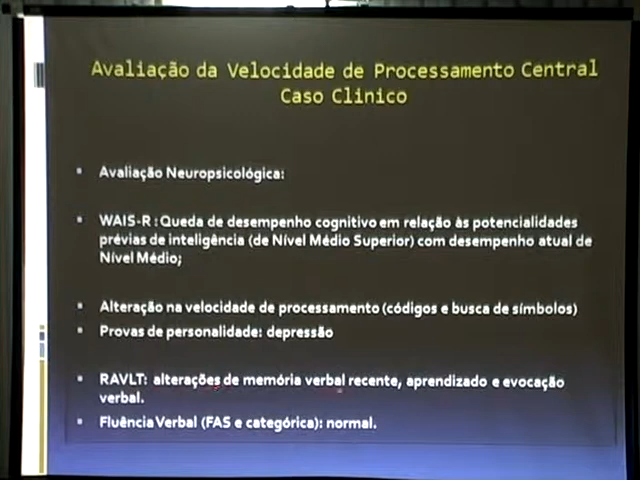 Avaliação da Velocidade de Processamento Central
Caso Clinico
Avaliação Neuropsicológica:
WAIS-R : Queda de desempenho cognitivo em relação às potencialidades
prévias de inteligência (de Nível Médio Superior) com desempenho atual de
Nível Médio;
Alteração na velocidade de processamento (códigos e busca de símbolos)
Provas de personalidade: depressão
RAVLT: alterações de memória verbal recente, aprendizado e evocação
verbal.
Fluência Verbal (FAS e categórica): normal.